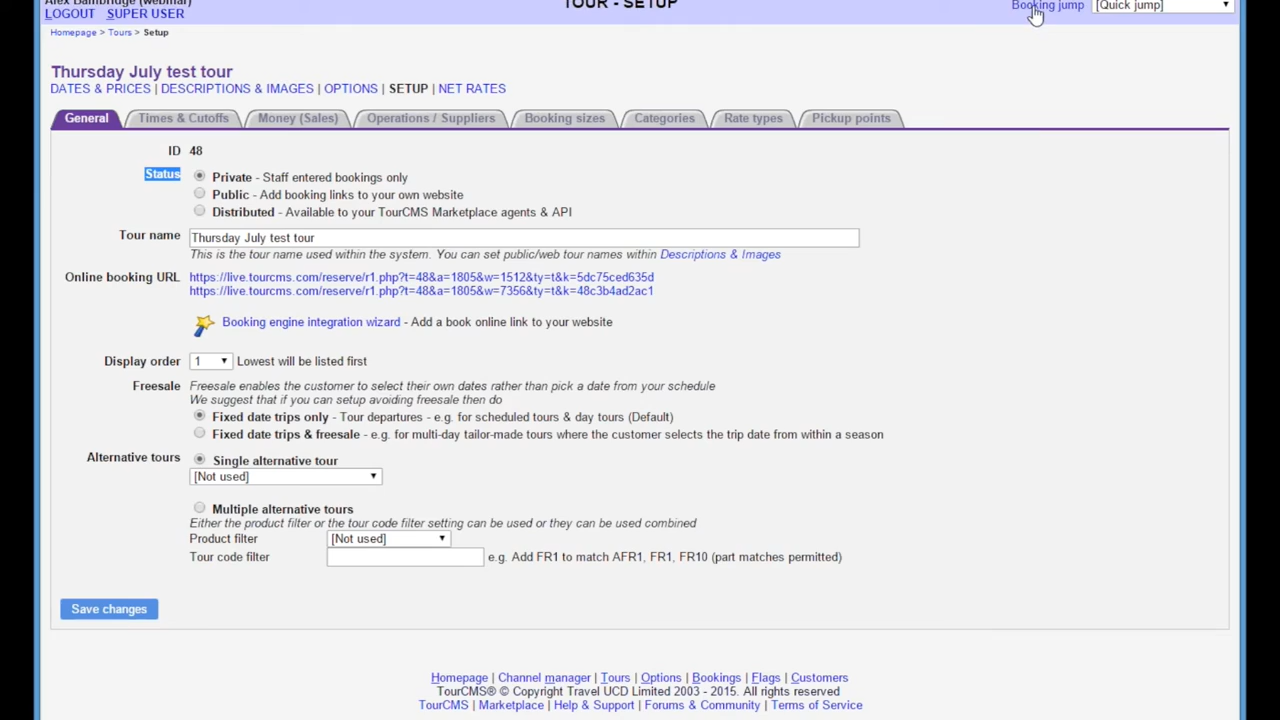 Alex Bambridge (webinar)
TOUR - SETUP
Booking jump
[Quick jump]
LOGOUT SUPER USER
Homepage > Tours > Setup
Thursday July test tour
DATES & PRICES | DESCRIPTIONS & IMAGES | OPTIONS | SETUP | NET RATES
General Times & Cutoffs Money (Sales) Operations / Suppliers Booking sizes Categories Rate types Pickup points
ID 48
Status Private - Staff entered bookings only
Public - Add booking links to your own website
Distributed - Available to your TourCMS Marketplace agents & API
Tour name Thursday July test tour
This is the tour name used within the system. You can set public/web tour names within Descriptions & Images
Online booking URL https://live.tourcms.com/reserve/r1.php?t=48&a=1805&w=1512&ty=t&k=5dc75ced635d
https://live.tourcms.com/reserve/r1.php?t=48&a=1805&w=7356&ty=t&k=48c3b4ad2ac1
Booking engine integration wizard - Add a book online link to your website
Display order 1 Lowest will be listed first
Freesale Freesale enables the customer to select their own dates rather than pick a date from your schedule
We suggest that if you can setup avoiding freesale then do
Fixed date trips only - Tour departures - e.g. for scheduled tours & day tours (Default)
Fixed date trips & freesale - e.g. for multi-day tailor-made tours where the customer selects the trip date from within a season
Alternative tours Single alternative tour
[Not used]
Multiple alternative tours
Either the product filter or the tour code filter setting can be used or they can be used combined
Product filter [Not used]
Tour code filter e.g. Add FR1 to match AFR1, FR1, FR10 (part matches permitted)
Save changes
Homepage | Channel manager | Tours | Options | Bookings | Flags | Customers
TourCMS® © Copyright Travel UCD Limited 2003 - 2015. All rights reserved
TourCMS | Marketplace | Help & Support | Forums & Community | Terms of Service